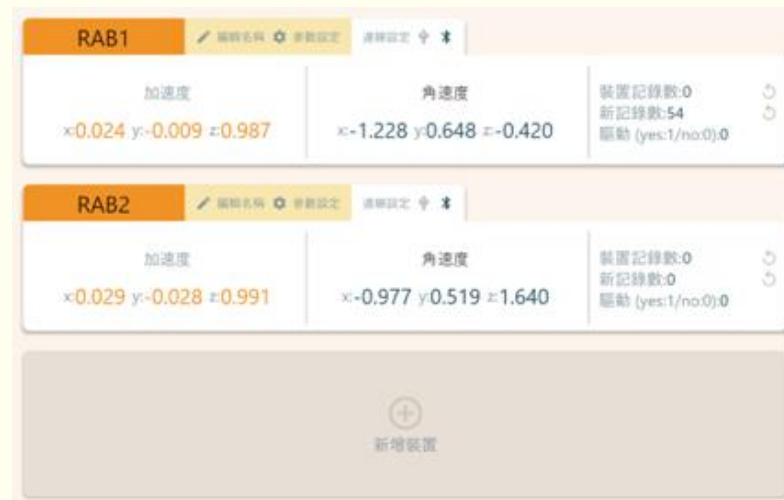 RAB1 編輯名稱 參數設定 連線設定
加速度
x:0.024 y:-0.009 z:0.987
角速度
x:-1.228 y:0.648 z:-0.420
裝置記錄數:0
新記錄數:54
驅動 (yes:1/no:0):0
RAB2 編輯名稱 參數設定 連線設定
加速度
x:0.029 y:-0.028 z:0.991
角速度
x:-0.977 y:0.519 z:1.640
裝置記錄數:0
新記錄數:0
驅動 (yes:1/no:0):0
新增裝置